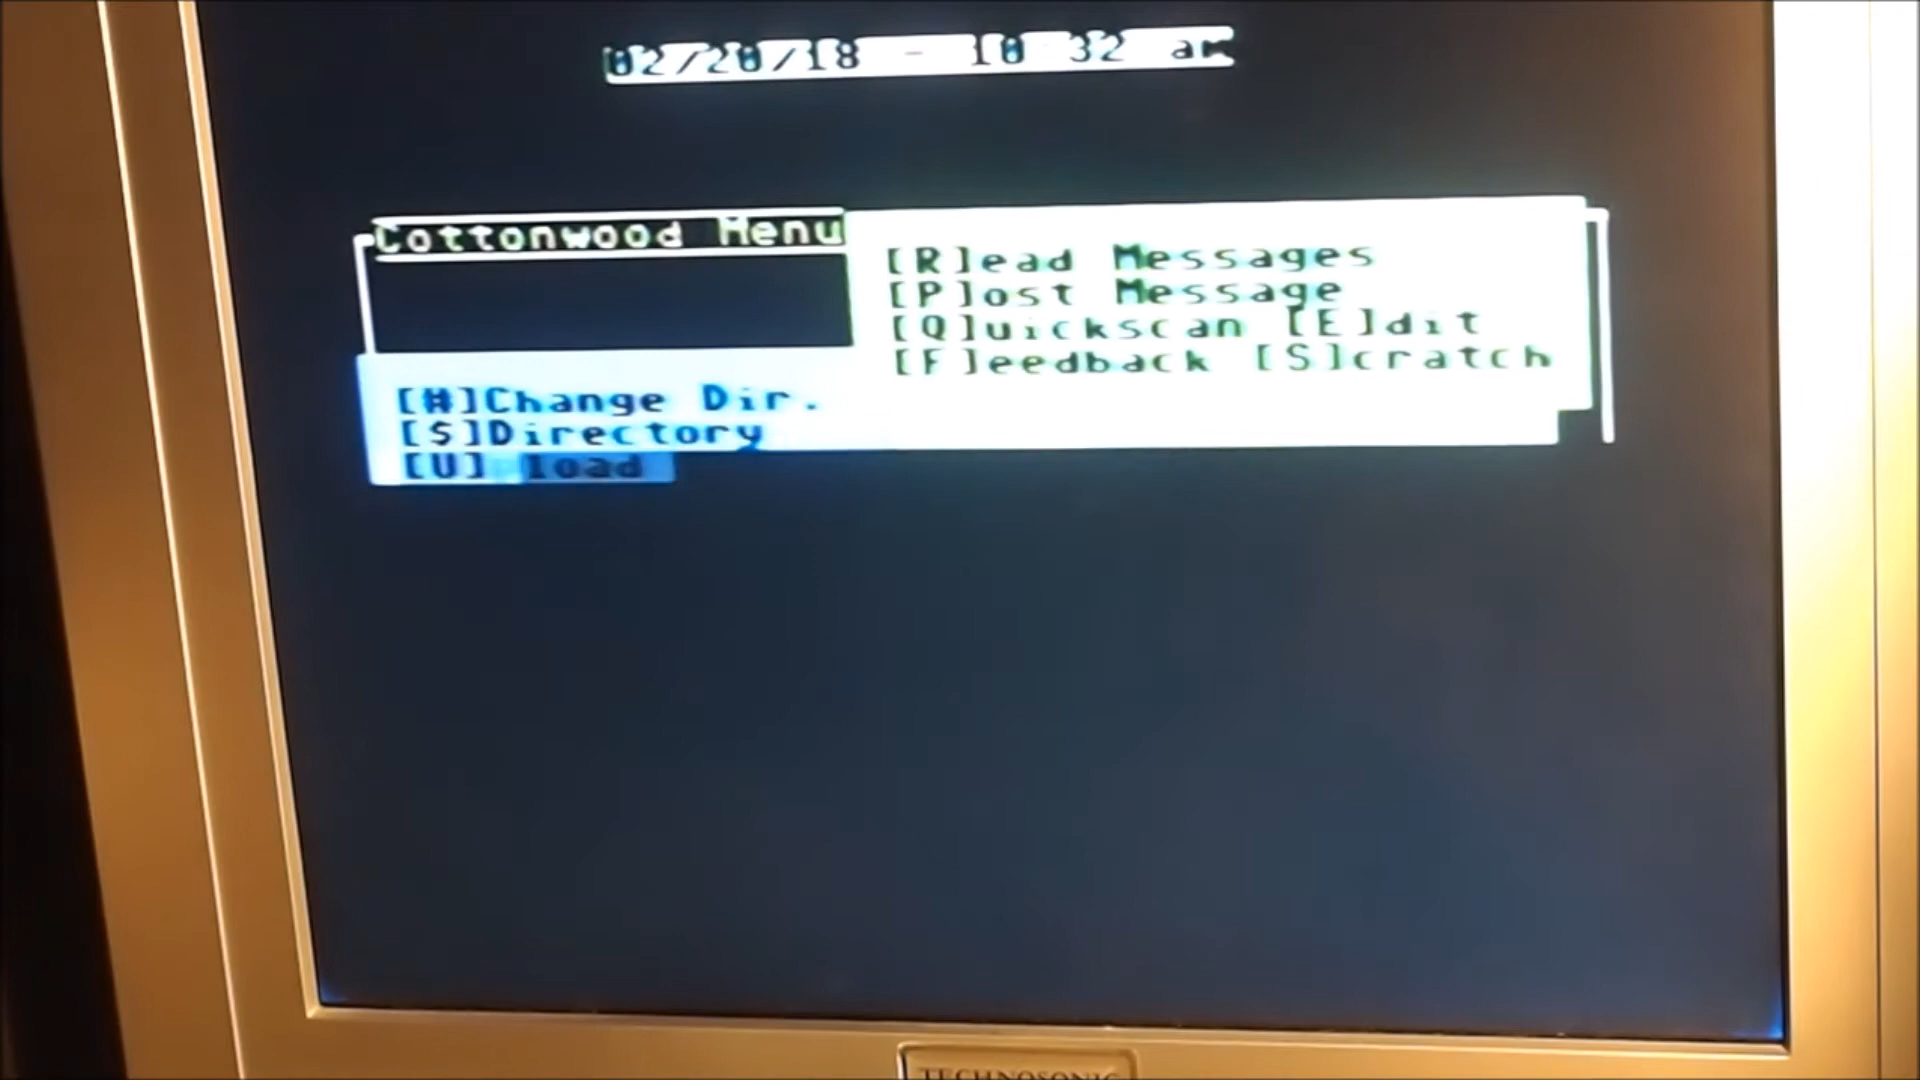 02/20/18 - 10 32 am
Cottonwood Menu
[R]ead Messages
[P]ost Message
[Q]uickscan [E]dit
[F]eedback [S]cratch
[#]Change Dir.
[$]Directory
[U] load
TECHNOSONIC